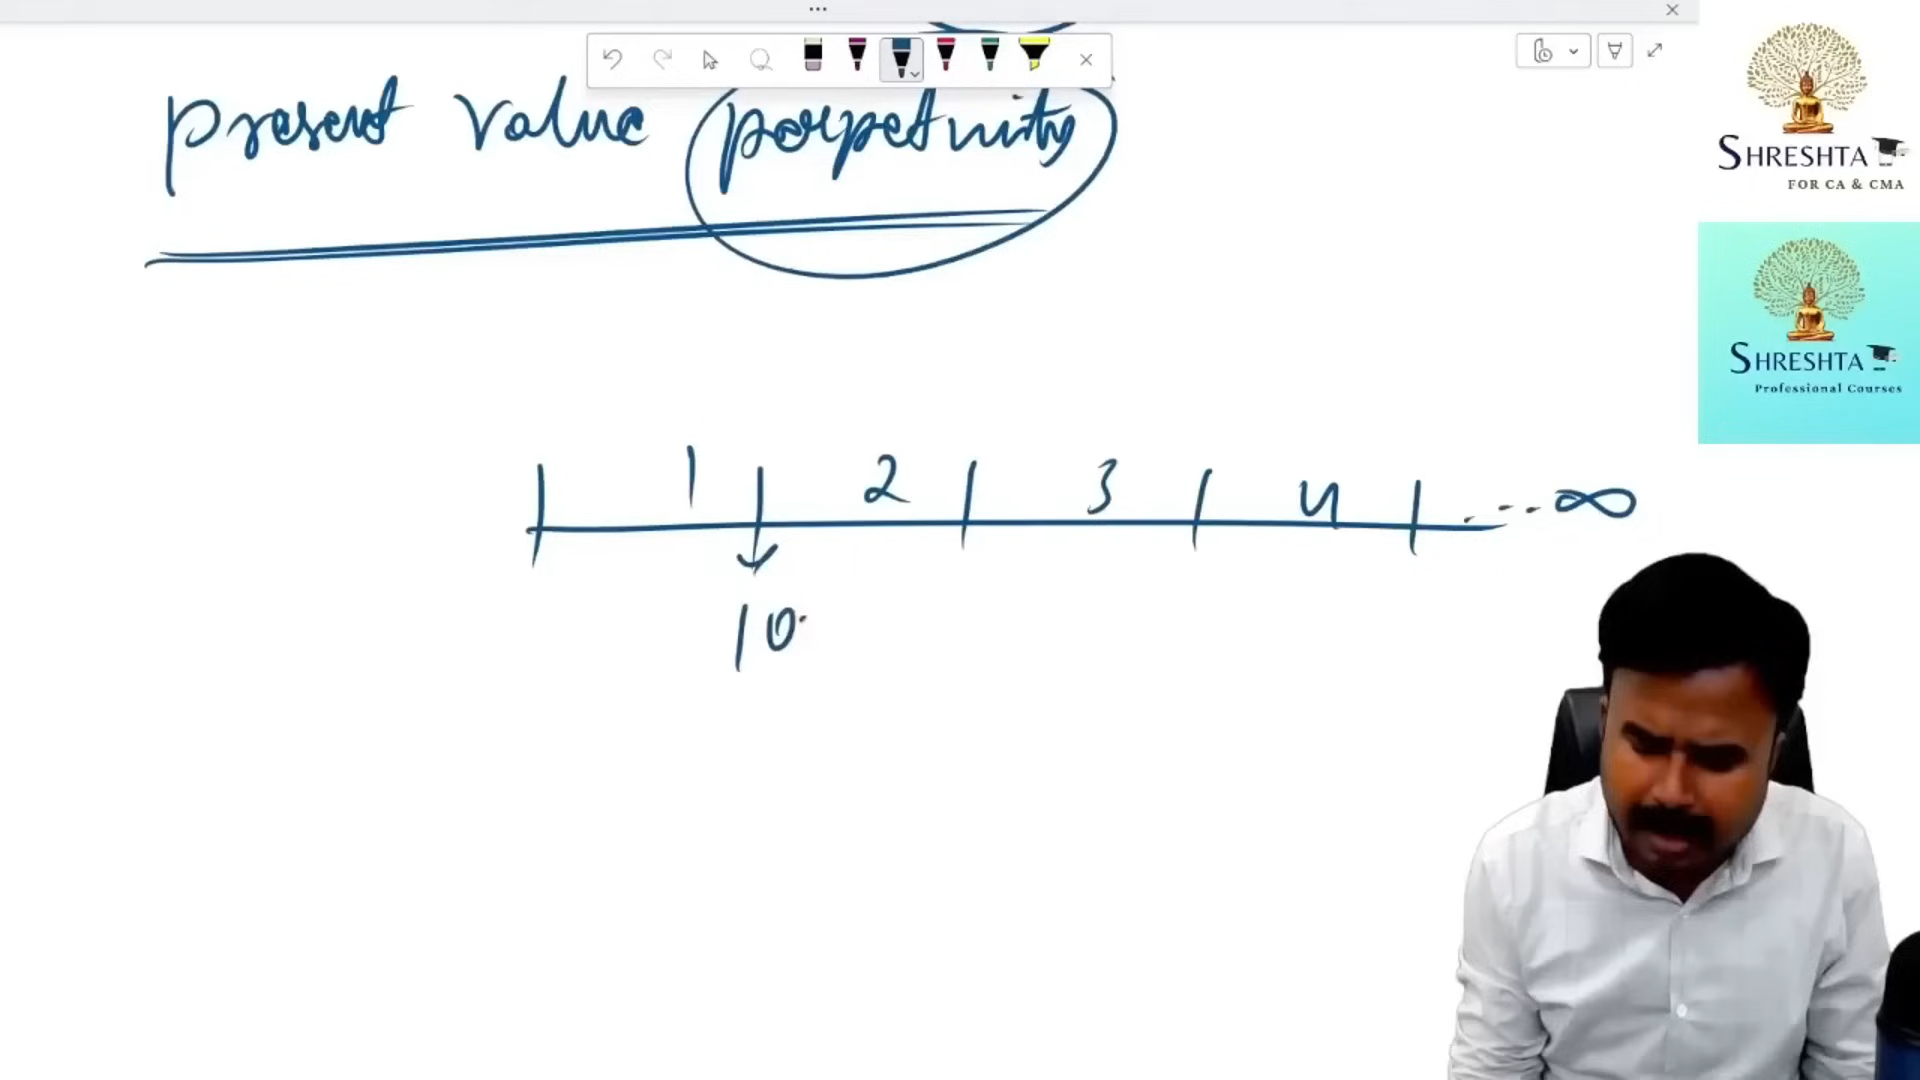 present value perpetuity
SHRESHTA
FOR CA & CMA
SHRESHTA
Professional Courses
1 2 3 4 ... ∞
10